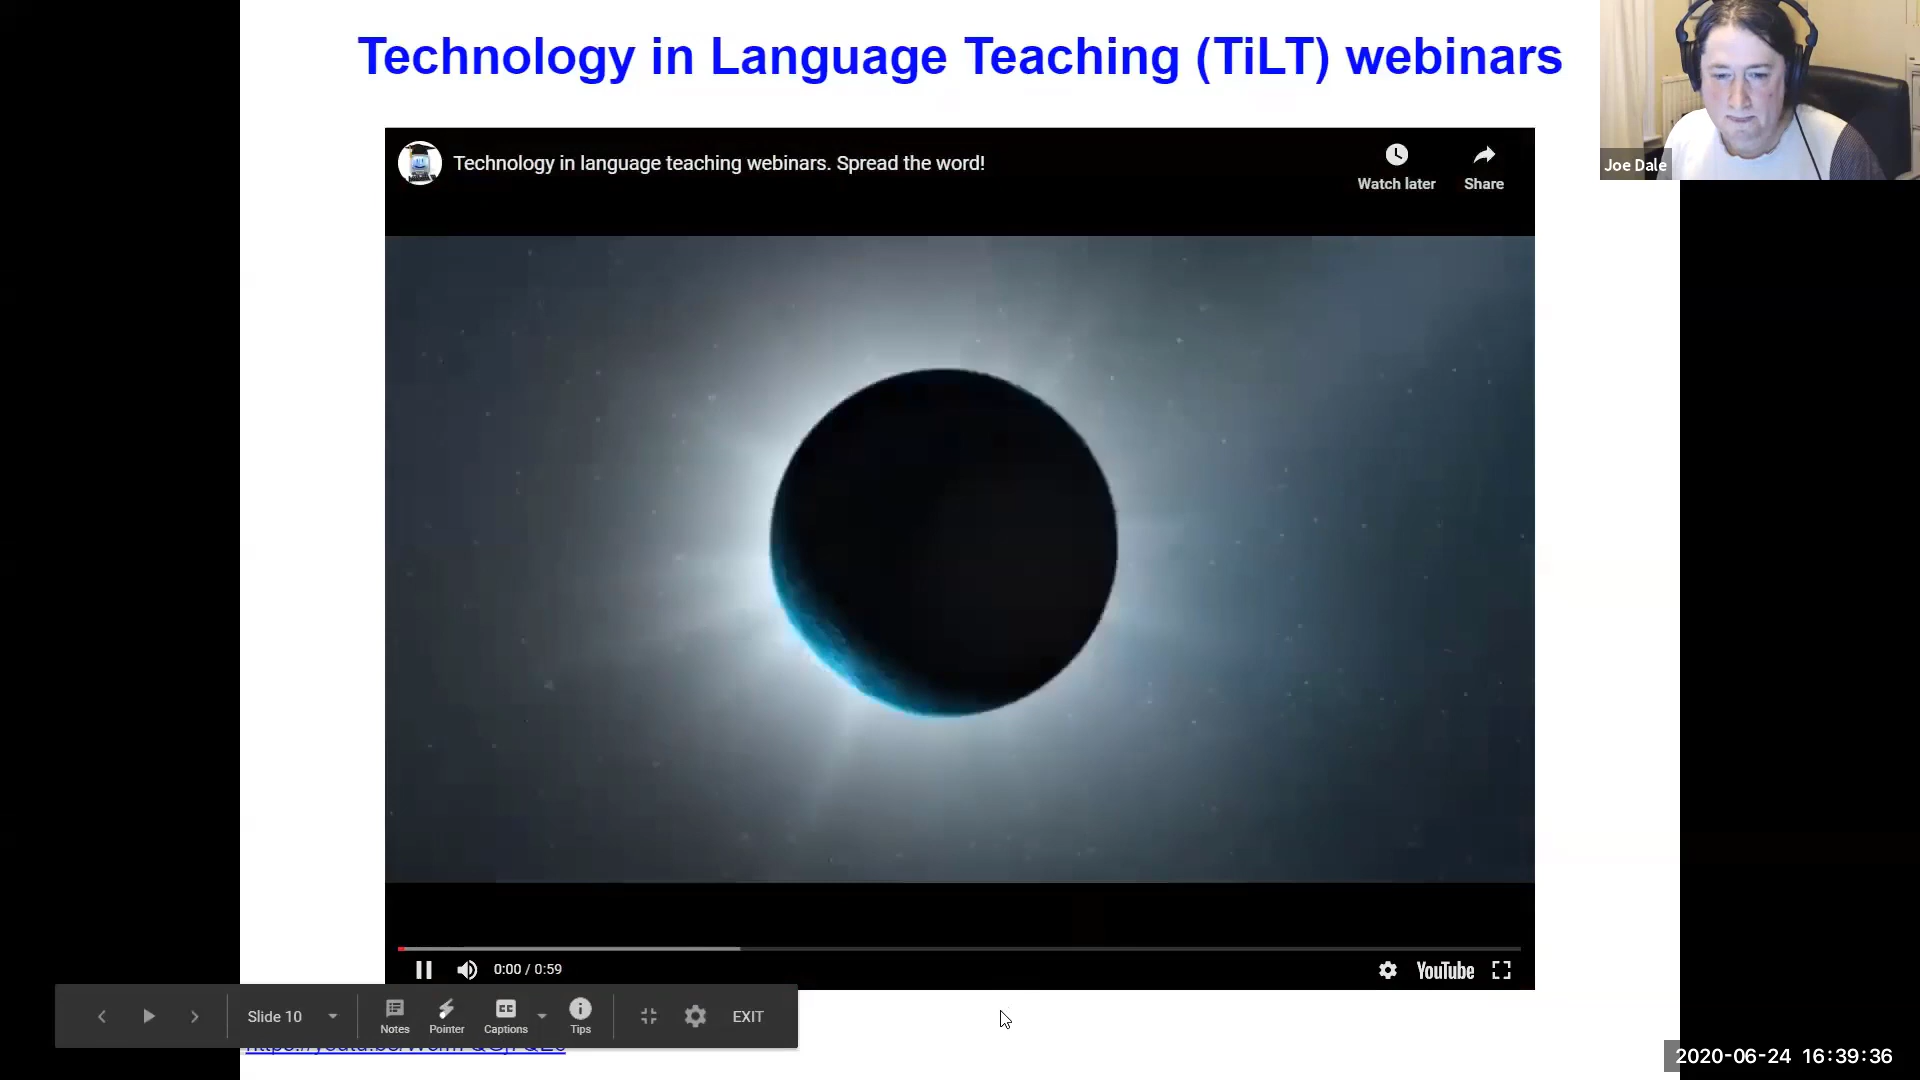 Technology in Language Teaching (TiLT) webinars
Technology in language teaching webinars. Spread the word!
Watch later
Share
Joe Dale
0:00 / 0:59
YouTube
Slide 10
Notes
Pointer
CC
Captions
Tips
EXIT
2020-06-24 16:39:36